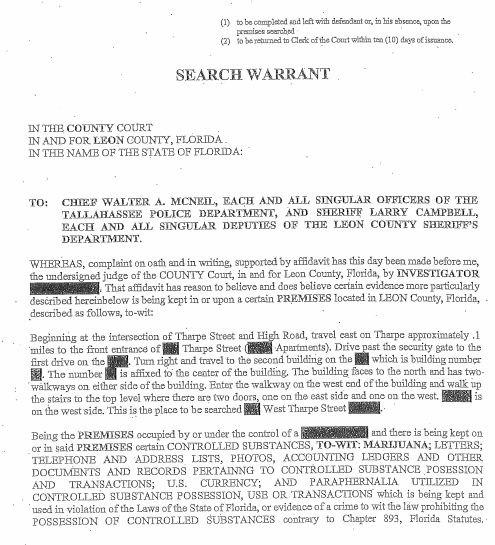 (1) to be completed and left with defendant or, in his absence, upon the
premises searched
(2) to be returned to Clerk of the Court within ten (10) days of issuance.
SEARCH WARRANT
IN THE COUNTY COURT
IN AND FOR LEON COUNTY, FLORIDA.
IN THE NAME OF THE STATE OF FLORIDA:
TO: CHIEF WALTER A. MCNEIL, EACH AND ALL SINGULAR OFFICERS OF THE
TALLAHASSEE POLICE DEPARTMENT, AND SHERIFF LARRY CAMPBELL,
EACH AND ALL SINGULAR DEPUTIES OF THE LEON COUNTY SHERIFF'S
DEPARTMENT.
WHEREAS, complaint on oath and in writing, supported by affidavit has this day been made before me,
the undersigned judge of the COUNTY Court, in and for Leon County, Florida, by INVESTIGATOR
. That affidavit has reason to believe and does believe certain evidence more particularly
described hereinbelow is being kept in or upon a certain PREMISES located in LEON County, Florida,
described as follows, to-wit:
Beginning at the intersection of Tharpe Street and High Road, travel east on Tharpe approximately .1
miles to the front entrance of Tharpe Street ( Apartments). Drive past the security gate to the
first drive on the . Turn right and travel to the second building on the which is building number
. The number is affixed to the center of the building. The building faces to the north and has two
walkways on either side of the building. Enter the walkway on the west end of the building and walk up
the stairs to the top level where there are two doors, one on the east side and one on the west. is
on the west side. This is the place to be searched West Tharpe Street .
Being the PREMISES occupied by or under the control of a and there is being kept on
or in said PREMISES certain CONTROLLED SUBSTANCES, TO-WIT: MARIJUANA; LETTERS;
TELEPHONE AND ADDRESS LISTS, PHOTOS, ACCOUNTING LEDGERS AND OTHER
DOCUMENTS AND RECORDS PERTAINNG TO CONTROLLED SUBSTANCE POSESSION
AND TRANSACTIONS; U.S. CURRENCY; AND PARAPHERNALIA UTILIZED IN
CONTROLLED SUBSTANCE POSSESSION, USE OR TRANSACTIONS which is being kept and
used in violation of the Laws of the State of Florida, or evidence of a crime to wit the law prohibiting the
POSSESSION OF CONTROLLED SUBSTANCES contrary to Chapter 893, Florida Statutes.